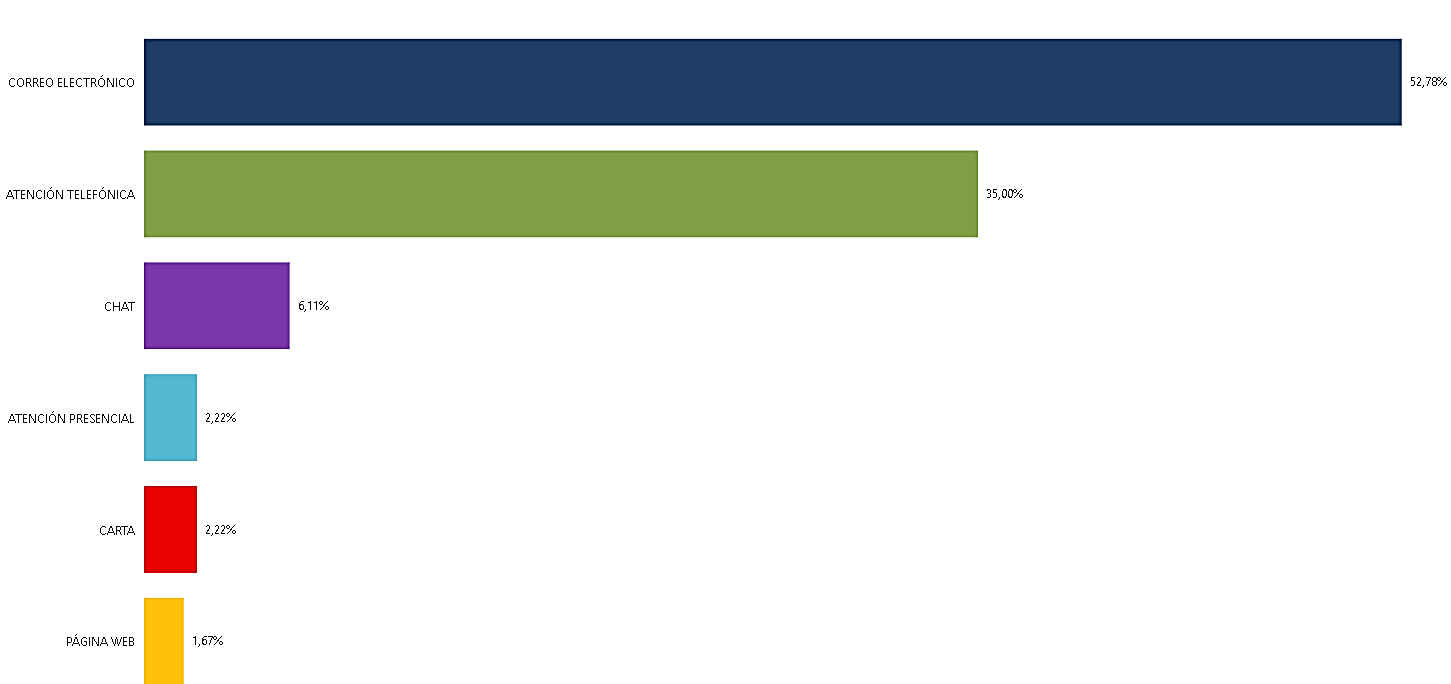 CORREO ELECTRÓNICO 52,78%
ATENCIÓN TELEFÓNICA 35,00%
CHAT 6,11%
ATENCIÓN PRESENCIAL 2,22%
CARTA 2,22%
PÁGINA WEB 1,67%